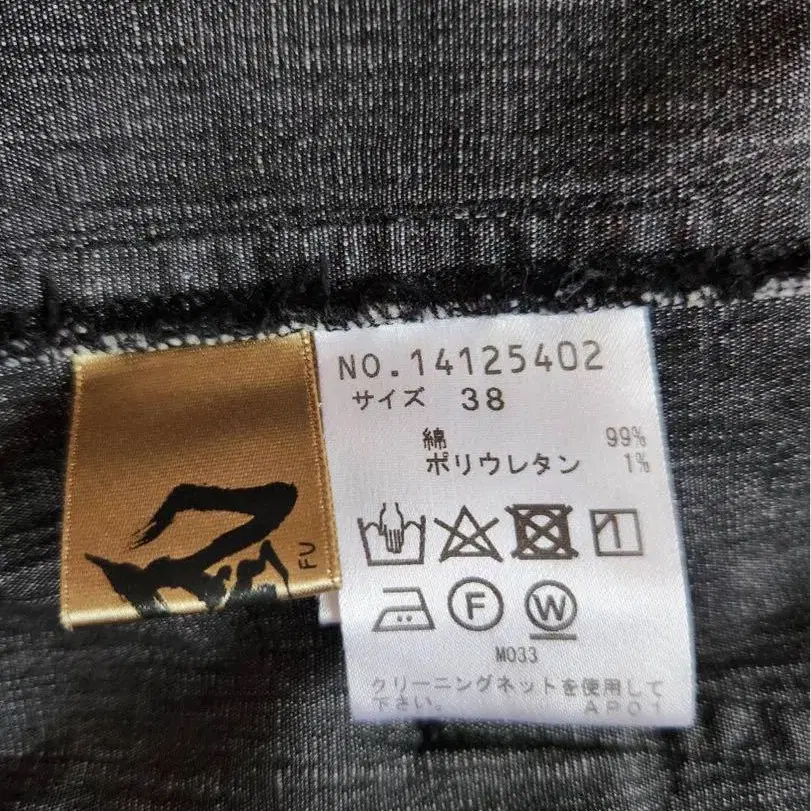 FU
NO.14125402
サイズ 38
綿 99%
ポリウレタン 1%
F W
M033
クリーニングネットを使用して
下さい。 AP01